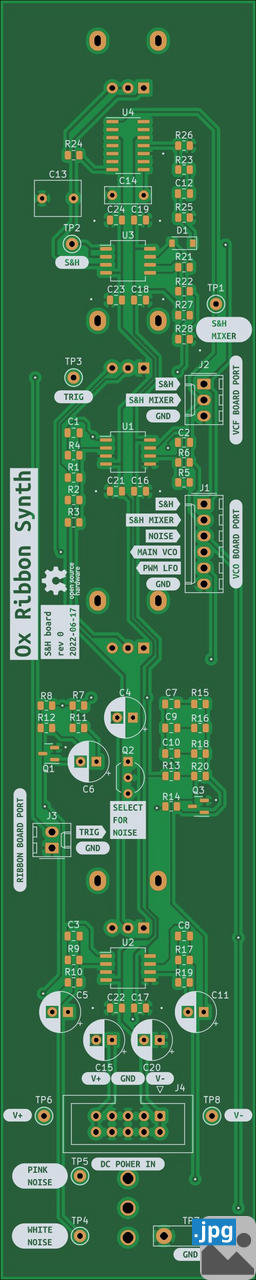 U4
R26
R24
R23
C13
C12
C14
R25
C24 C19
TP2
U3
D1
S&H
R21
R22
C23 C18
TP1
R27
S&H
MIXER
R28
TP3
J2
TRIG
S&H
S&H MIXER
GND
VCF BOARD PORT
C1
U1
C2
R4
R6
R1
R5
C21 C16
J1
R2
R3
S&H
S&H MIXER
NOISE
MAIN VCO
PWM LFO
GND
VCO BOARD PORT
Ox Ribbon Synth
S&H board
rev 0
2022-06-17
open source
hardware
R8 R7
C4
C7 R15
R12 R11
C9 R16
Q1
Q2
C10 R18
C6
R13 R20
SELECT
FOR
NOISE
R14
Q3
J3
TRIG
GND
RIBBON BOARD PORT
C3
U2
C8
R9
R17
R10
R19
C5
C22 C17
C11
C15
C20
V+ GND V-
J4
TP6
TP8
V+
V-
DC POWER IN
PINK
NOISE
TP5
WHITE
NOISE
TP4
GND
.jpg